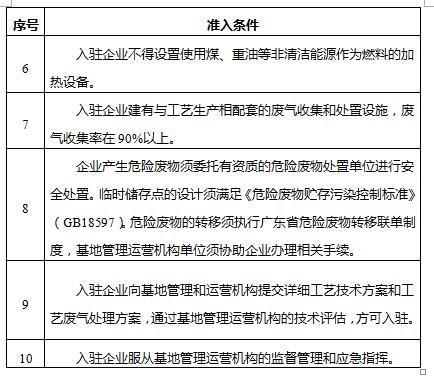 序号 准入条件
6 入驻企业不得设置使用煤、重油等非清洁能源作为燃料的加
热设备。
7 入驻企业建有与工艺生产相配套的废气收集和处置设施，废
气收集率在 90%以上。
8 企业产生危险废物须委托有资质的危险废物处置单位进行安
全处置。临时储存点的设计须满足《危险废物贮存污染控制标准》
（GB18597）。危险废物的转移须执行广东省危险废物转移联单制
度，基地管理运营机构单位须协助企业办理相关手续。
9 入驻企业向基地管理和运营机构提交详细工艺技术方案和工
艺废气处理方案，通过基地管理运营机构的技术评估，方可入驻。
10 入驻企业服从基地管理运营机构的监督管理和应急指挥。